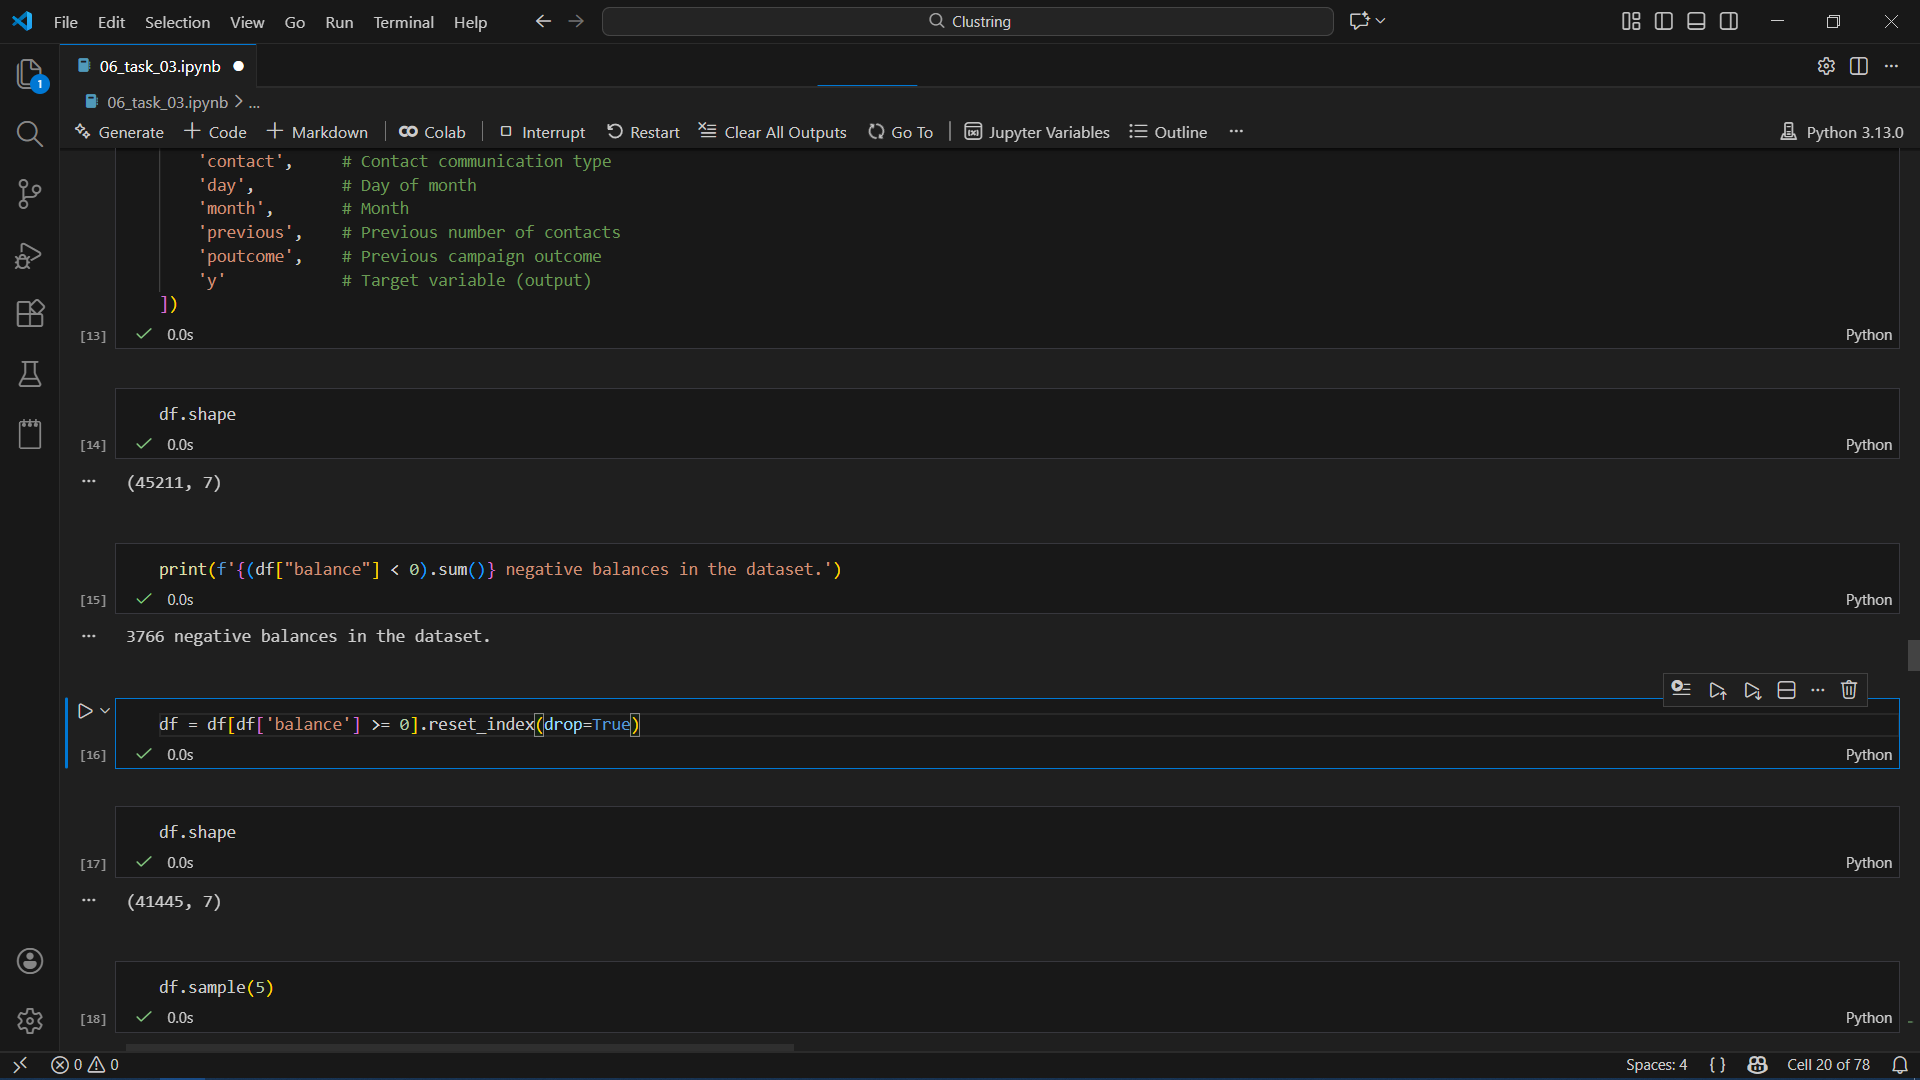 File Edit Selection View Go Run Terminal Help Clustring
06_task_03.ipynb
1
06_task_03.ipynb > ...
Generate + Code + Markdown Colab Interrupt Restart Clear All Outputs Go To Jupyter Variables Outline ... Python 3.13.0
'contact', # Contact communication type
'day', # Day of month
'month', # Month
'previous', # Previous number of contacts
'poutcome', # Previous campaign outcome
'y' # Target variable (output)
])
[13] 0.0s Python
df.shape
[14] 0.0s Python
... (45211, 7)
print(f'{(df["balance"] < 0).sum()} negative balances in the dataset.')
[15] 0.0s Python
... 3766 negative balances in the dataset.
df = df[df['balance'] >= 0].reset_index(drop=True)
[16] 0.0s Python
df.shape
[17] 0.0s Python
... (41445, 7)
df.sample(5)
[18] 0.0s Python
0 0 Spaces: 4 {} Cell 20 of 78